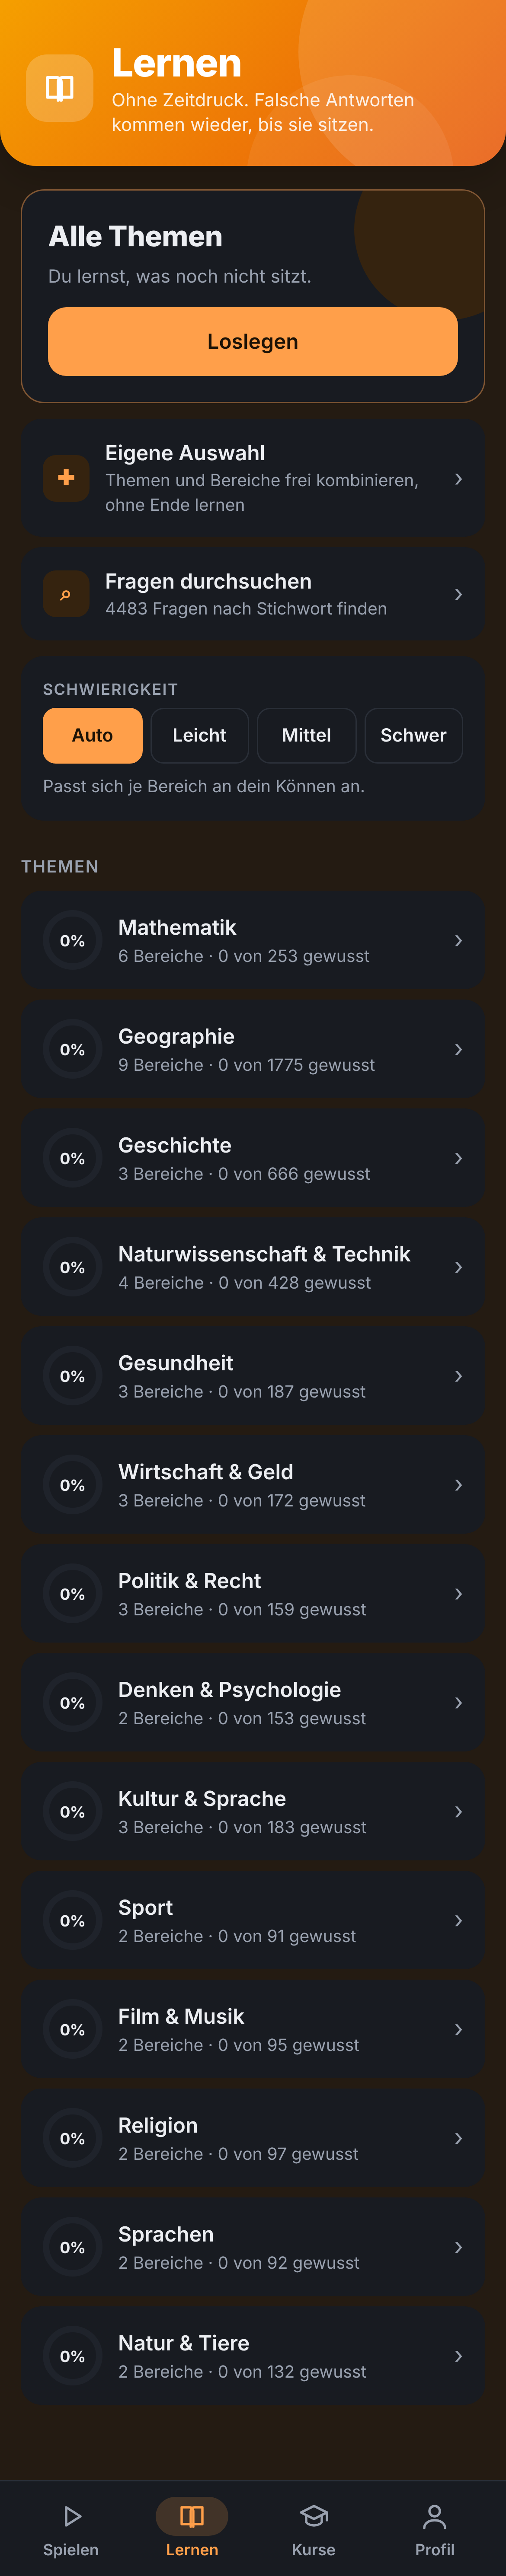 Lernen
Ohne Zeitdruck. Falsche Antworten
kommen wieder, bis sie sitzen.
Alle Themen
Du lernst, was noch nicht sitzt.
Loslegen
Eigene Auswahl
Themen und Bereiche frei kombinieren,
ohne Ende lernen
Fragen durchsuchen
4483 Fragen nach Stichwort finden
SCHWIERIGKEIT
Auto
Leicht
Mittel
Schwer
Passt sich je Bereich an dein Können an.
THEMEN
0%
Mathematik
6 Bereiche · 0 von 253 gewusst
0%
Geographie
9 Bereiche · 0 von 1775 gewusst
0%
Geschichte
3 Bereiche · 0 von 666 gewusst
0%
Naturwissenschaft & Technik
4 Bereiche · 0 von 428 gewusst
0%
Gesundheit
3 Bereiche · 0 von 187 gewusst
0%
Wirtschaft & Geld
3 Bereiche · 0 von 172 gewusst
0%
Politik & Recht
3 Bereiche · 0 von 159 gewusst
0%
Denken & Psychologie
2 Bereiche · 0 von 153 gewusst
0%
Kultur & Sprache
3 Bereiche · 0 von 183 gewusst
0%
Sport
2 Bereiche · 0 von 91 gewusst
0%
Film & Musik
2 Bereiche · 0 von 95 gewusst
0%
Religion
2 Bereiche · 0 von 97 gewusst
0%
Sprachen
2 Bereiche · 0 von 92 gewusst
0%
Natur & Tiere
2 Bereiche · 0 von 132 gewusst
Spielen
Lernen
Kurse
Profil